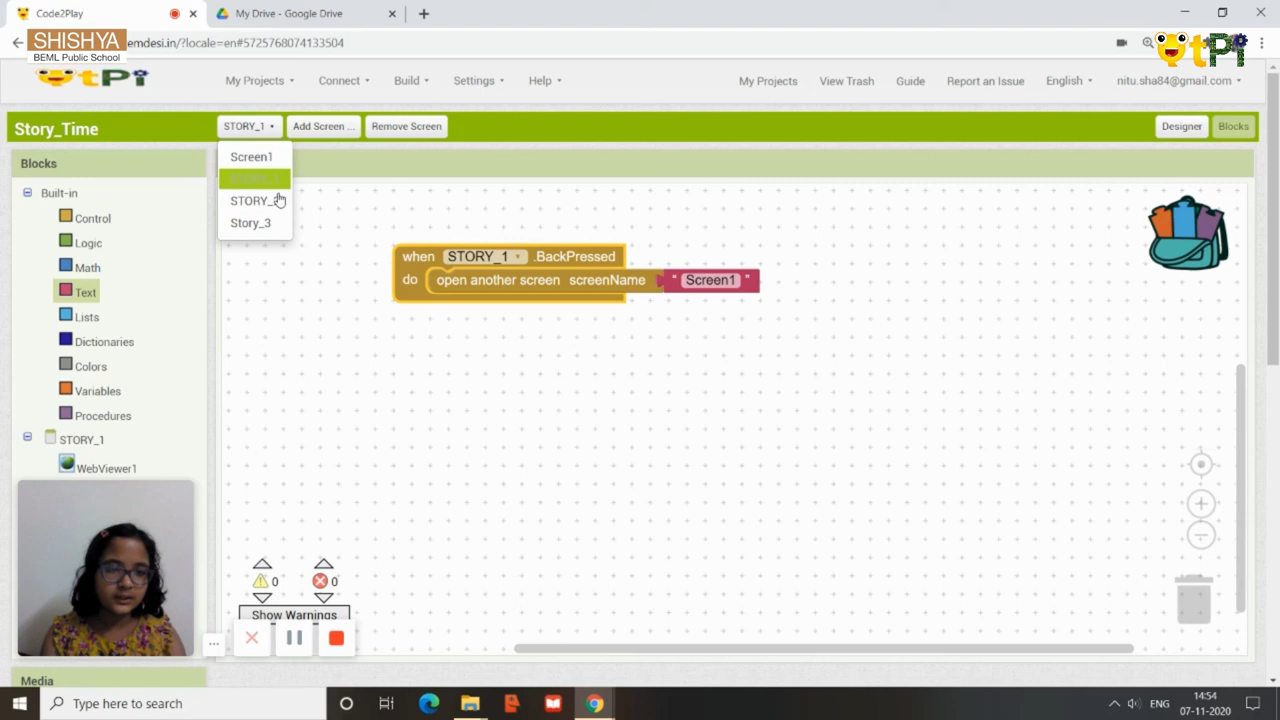 Code2Play
My Drive - Google Drive
SHISHYA
BEML Public School
emdesi.in/?locale=en#5725768074133504
QtPi
QtPi
My Projects
Connect
Build
Settings
Help
My Projects
View Trash
Guide
Report an Issue
English
nitu.sha84@gmail.com
Story_Time
STORY_1
Add Screen ...
Remove Screen
Designer
Blocks
Blocks
Screen1
STORY_1
STORY_
Story_3
Built-in
Control
Logic
Math
Text
Lists
Dictionaries
Colors
Variables
Procedures
STORY_1
WebViewer1
when STORY_1 .BackPressed
do open another screen screenName " Screen1 "
0 0
Show Warnings
Media
Type here to search
ENG
14:54
07-11-2020